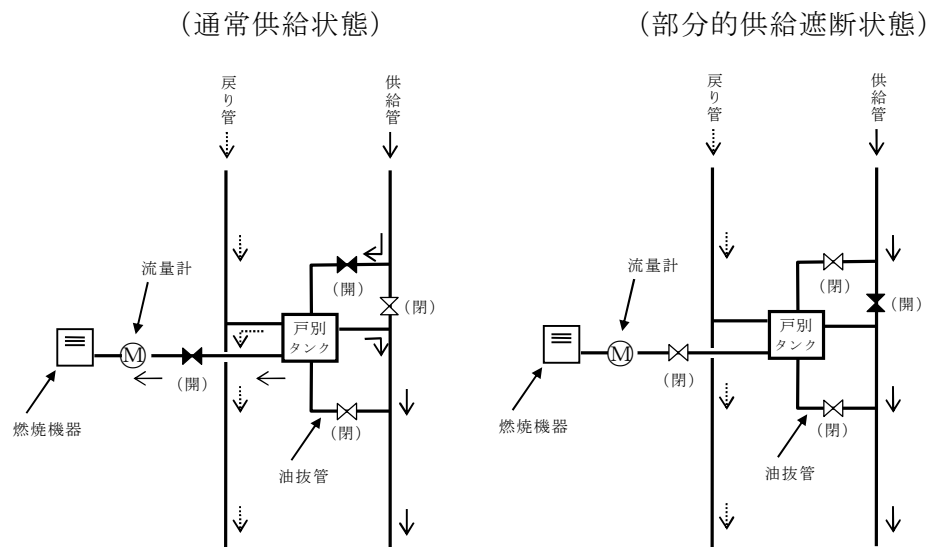 (通常供給状態)
戻り管
供給管
流量計
(開)
(閉)
戸別
タンク
M
(開)
燃焼機器
(閉)
油抜管
(部分的供給遮断状態)
戻り管
供給管
流量計
(閉)
(開)
戸別
タンク
M
(閉)
燃焼機器
(閉)
油抜管